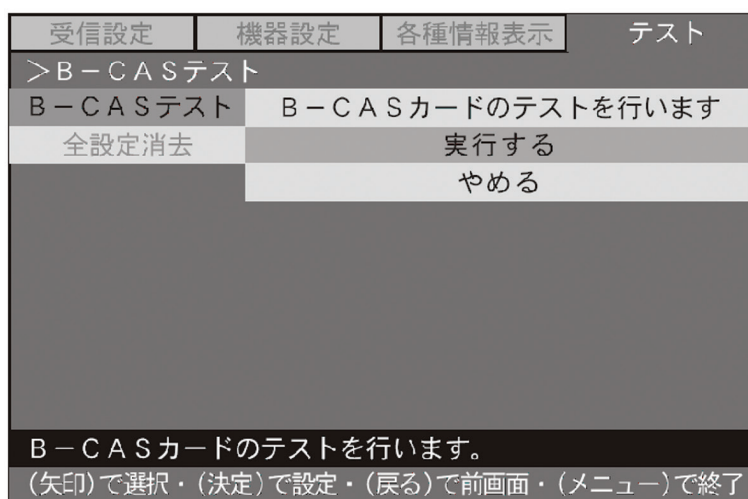 受信設定 機器設定 各種情報表示 テスト
＞Ｂ－ＣＡＳテスト
Ｂ－ＣＡＳテスト Ｂ－ＣＡＳカードのテストを行います
全設定消去 実行する
やめる
Ｂ－ＣＡＳカードのテストを行います。
(矢印)で選択・(決定)で設定・(戻る)で前画面・(メニュー)で終了